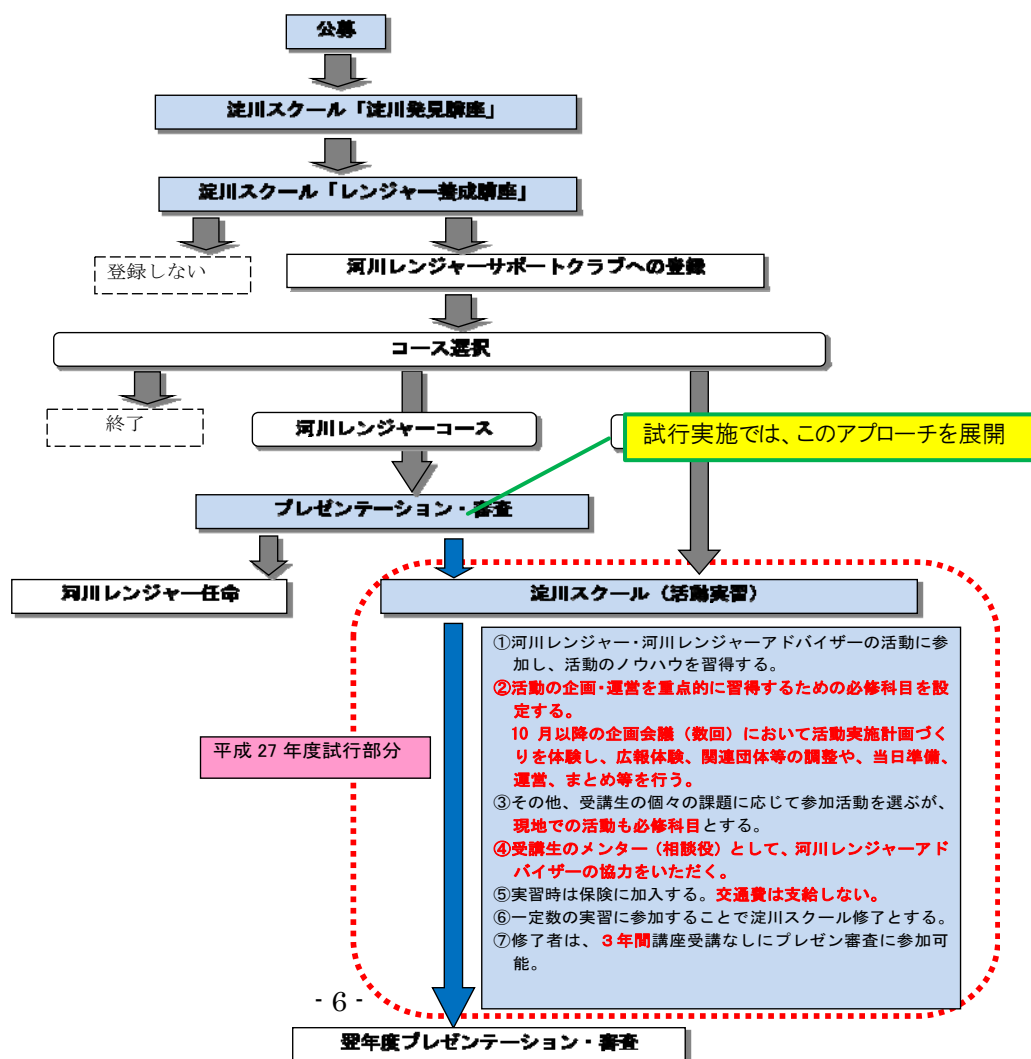 公募
淀川スクール「淀川発見講座」
淀川スクール「レンジャー養成講座」
登録しない
河川レンジャーサポートクラブへの登録
コース選択
終了
河川レンジャーコース
試行実施では、このアプローチを展開
プレゼンテーション・審査
河川レンジャー任命
淀川スクール（活動実習）
①河川レンジャー・河川レンジャーアドバイザーの活動に参
加し、活動のノウハウを習得する。
②活動の企画・運営を重点的に習得するための必修科目を設
定する。
10 月以降の企画会議（数回）において活動実施計画づく
りを体験し、広報体験、関連団体等の調整や、当日準備、
運営、まとめ等を行う。
平成 27 年度試行部分
③その他、受講生の個々の課題に応じて参加活動を選ぶが、
現地での活動も必修科目とする。
④受講生のメンター（相談役）として、河川レンジャーアド
バイザーの協力をいただく。
⑤実習時は保険に加入する。交通費は支給しない。
⑥一定数の実習に参加することで淀川スクール修了とする。
⑦修了者は、３年間講座受講なしにプレゼン審査に参加可
能。
- 6 -
翌年度プレゼンテーション・審査